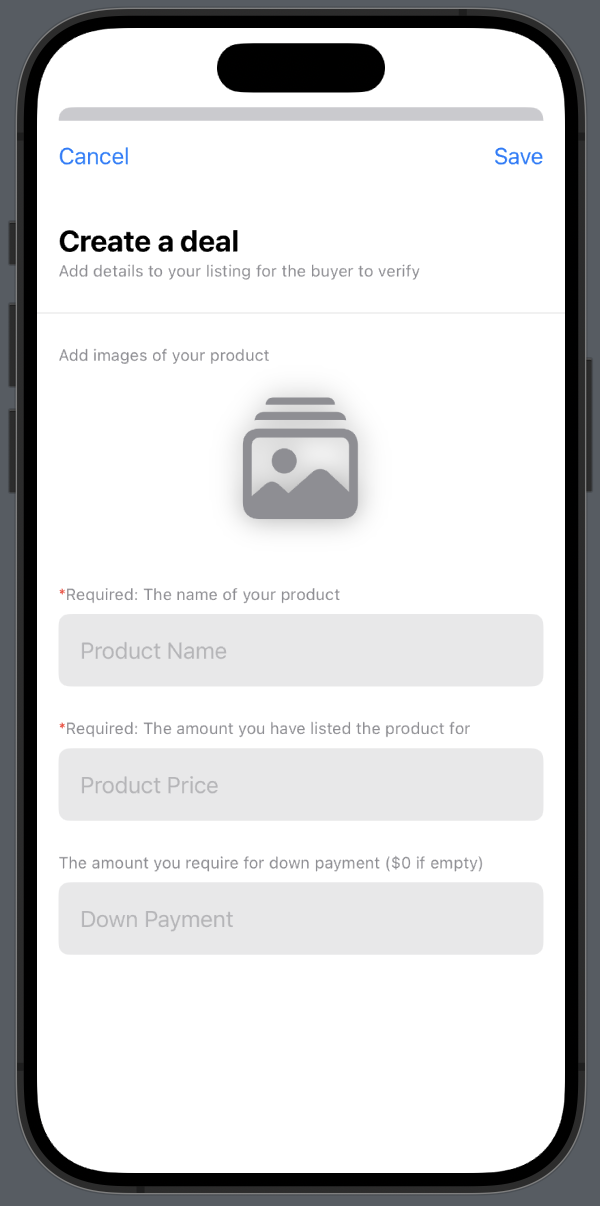 Cancel
Save
Create a deal
Add details to your listing for the buyer to verify
Add images of your product
*Required: The name of your product
Product Name
*Required: The amount you have listed the product for
Product Price
The amount you require for down payment ($0 if empty)
Down Payment